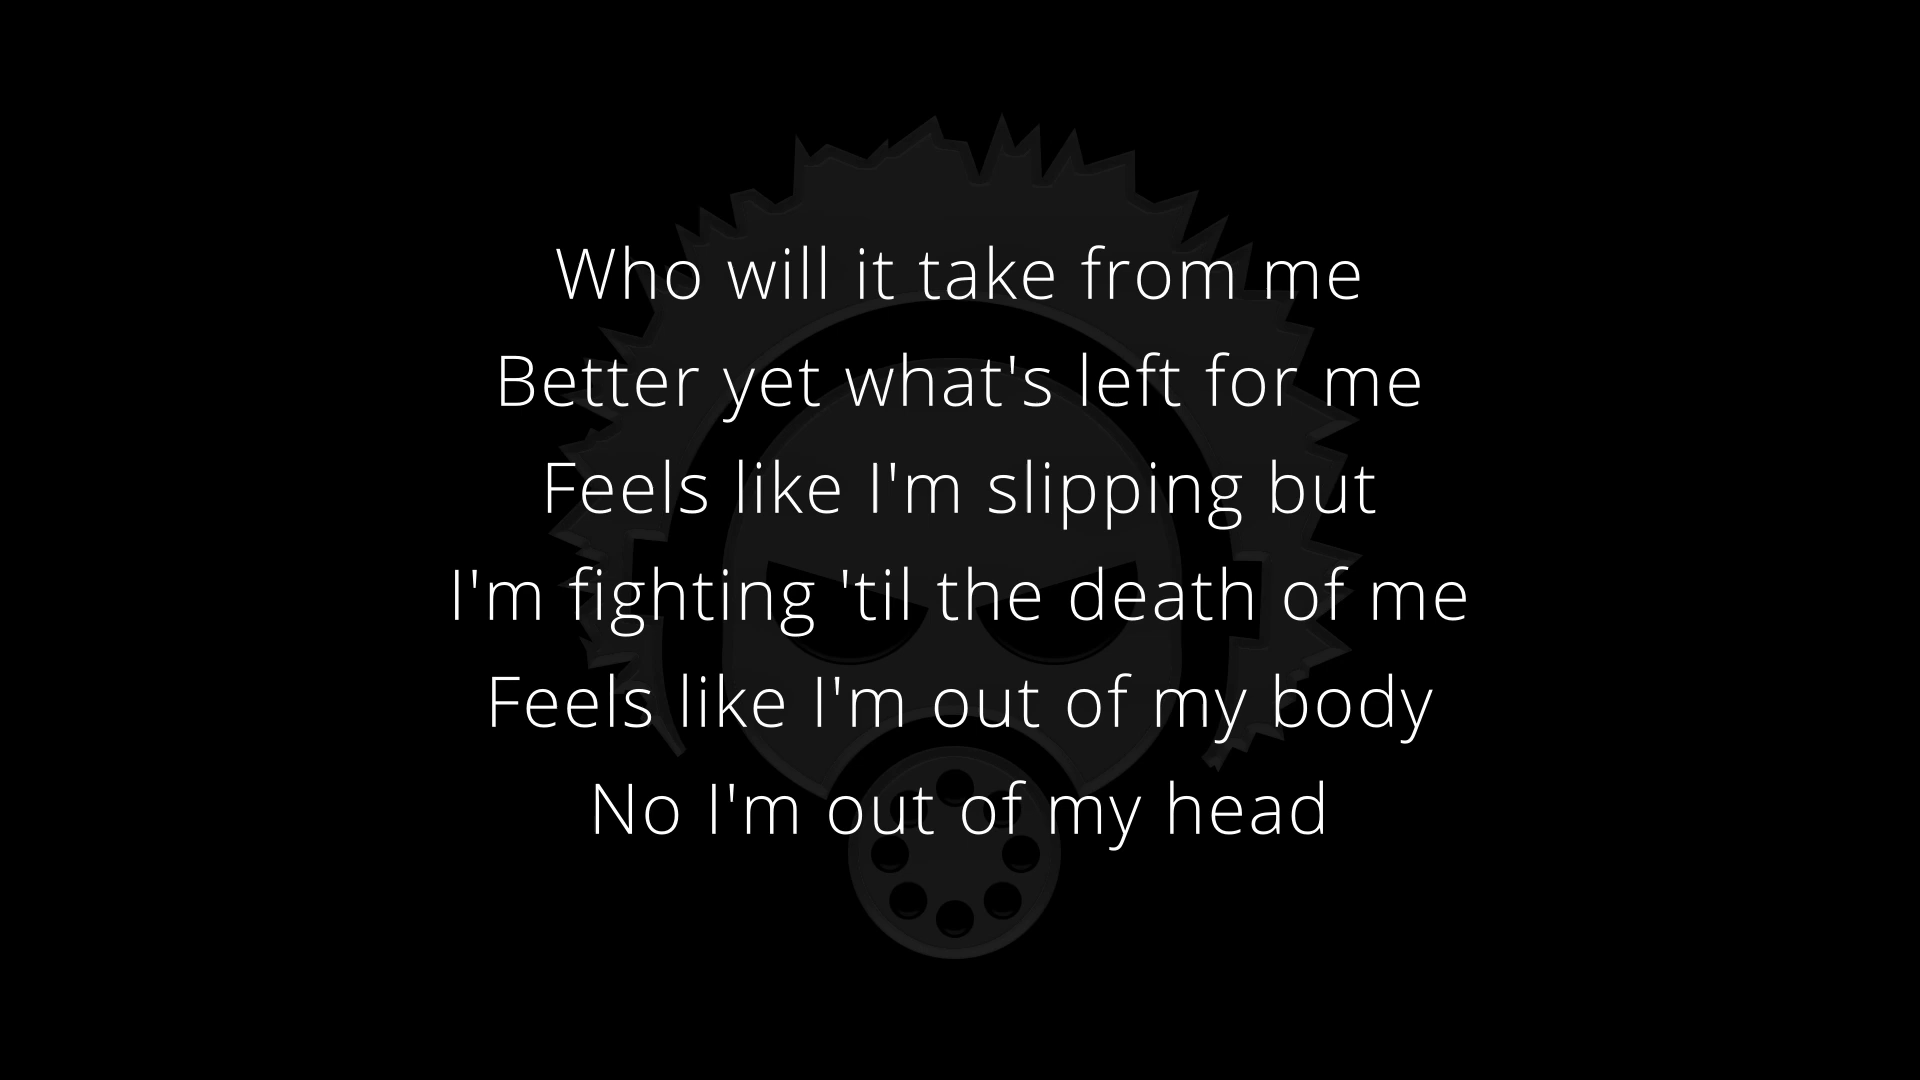 Who will it take from me
Better yet what's left for me
Feels like I'm slipping but
I'm fighting 'til the death of me
Feels like I'm out of my body
No I'm out of my head